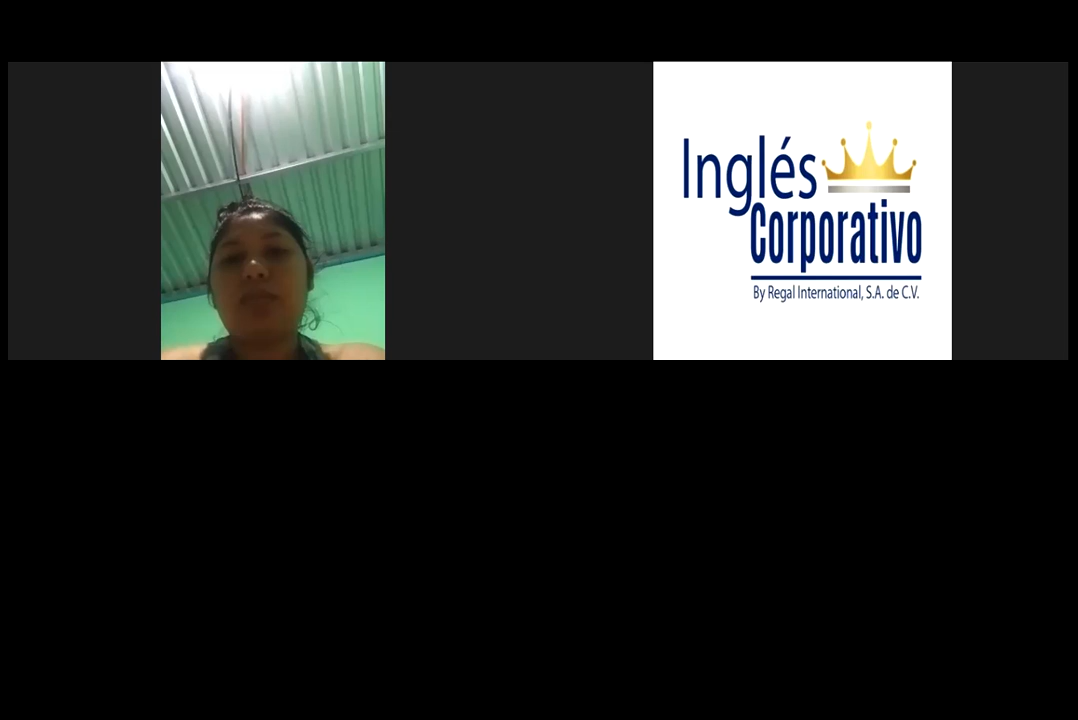 Inglés
Corporativo
By Regal International, S.A. de C.V.